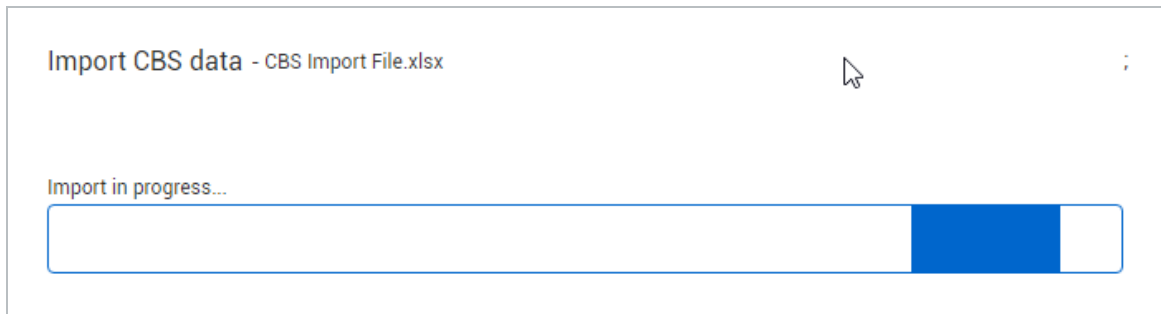 Import CBS data - CBS Import File.xlsx ;
Import in progress...